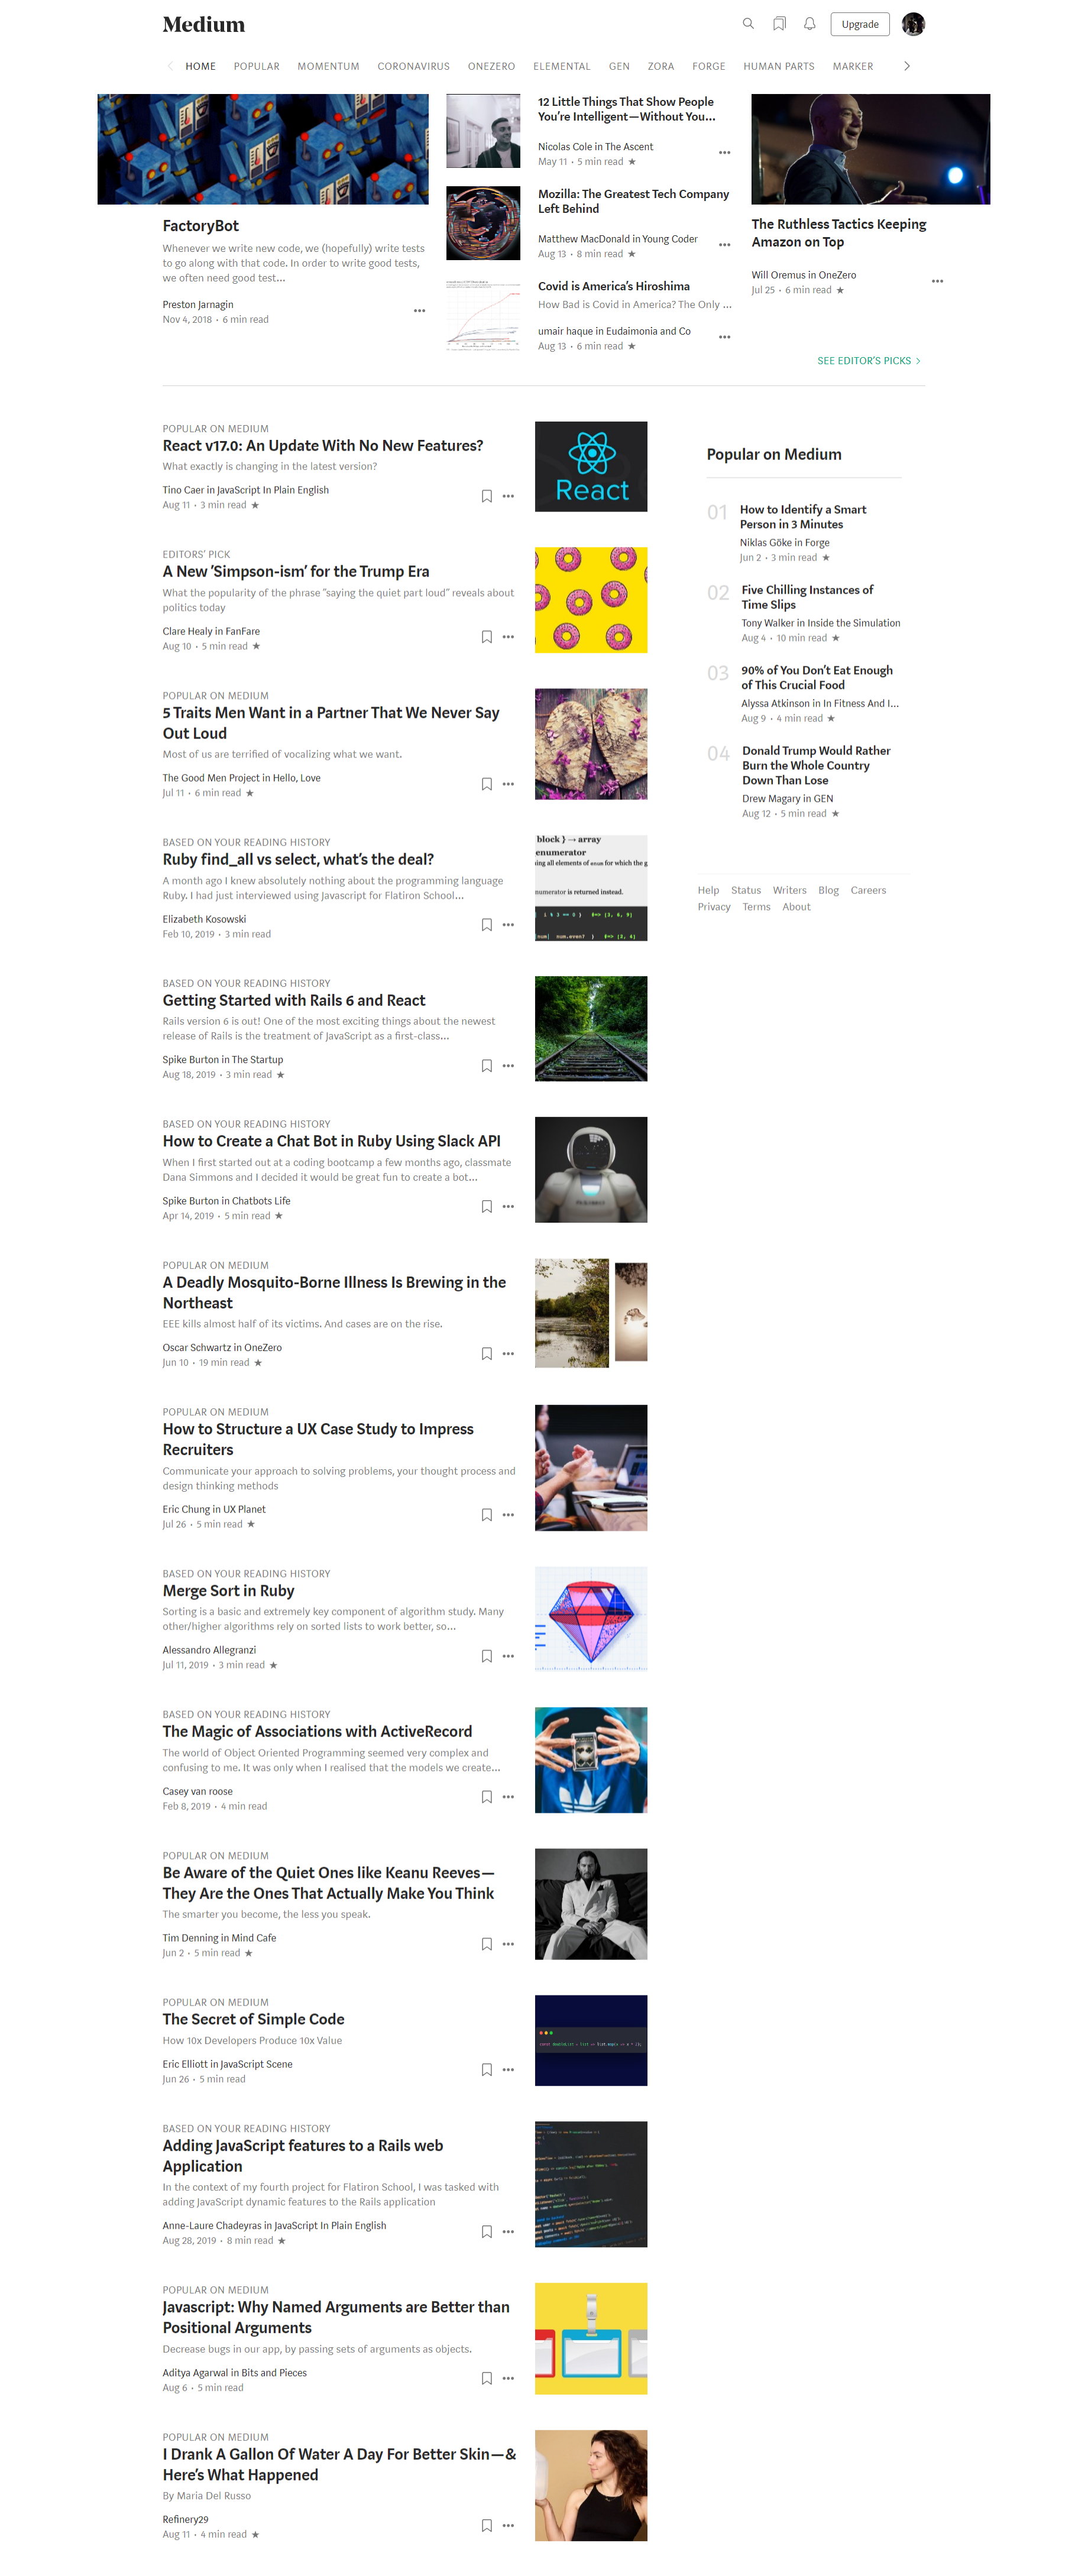 Medium
Upgrade
HOME POPULAR MOMENTUM CORONAVIRUS ONEZERO ELEMENTAL GEN ZORA FORGE HUMAN PARTS MARKER
FactoryBot
Whenever we write new code, we (hopefully) write tests
to go along with that code. In order to write good tests,
we often need good test…
Preston Jarnagin
Nov 4, 2018 · 6 min read
12 Little Things That Show People
You’re Intelligent — Without You…
Nicolas Cole in The Ascent
May 11 · 5 min read ★
Mozilla: The Greatest Tech Company
Left Behind
Matthew MacDonald in Young Coder
Aug 13 · 8 min read ★
Covid is America’s Hiroshima
How Bad is Covid in America? The Only …
umair haque in Eudaimonia and Co
Aug 13 · 6 min read ★
The Ruthless Tactics Keeping
Amazon on Top
Will Oremus in OneZero
Jul 25 · 6 min read ★
SEE EDITOR’S PICKS
POPULAR ON MEDIUM
React v17.0: An Update With No New Features?
What exactly is changing in the latest version?
Tino Caer in JavaScript In Plain English
Aug 11 · 3 min read ★
React
EDITORS’ PICK
A New ‘Simpson-ism’ for the Trump Era
What the popularity of the phrase “saying the quiet part loud” reveals about
politics today
Clare Healy in FanFare
Aug 10 · 5 min read ★
POPULAR ON MEDIUM
5 Traits Men Want in a Partner That We Never Say
Out Loud
Most of us are terrified of vocalizing what we want.
The Good Men Project in Hello, Love
Jul 11 · 6 min read ★
BASED ON YOUR READING HISTORY
Ruby find_all vs select, what’s the deal?
A month ago I knew absolutely nothing about the programming language
Ruby. I had just interviewed using Javascript for Flatiron School…
Elizabeth Kosowski
Feb 10, 2019 · 3 min read
block } → array
enumerator
ing all elements of enum for which the g
numerator is returned instead.
i % 3 == 0 } #=> [3, 6, 9]
|num| num.even? } #=> [2, 4]
BASED ON YOUR READING HISTORY
Getting Started with Rails 6 and React
Rails version 6 is out! One of the most exciting things about the newest
release of Rails is the treatment of JavaScript as a first-class…
Spike Burton in The Startup
Aug 18, 2019 · 3 min read ★
BASED ON YOUR READING HISTORY
How to Create a Chat Bot in Ruby Using Slack API
When I first started out at a coding bootcamp a few months ago, classmate
Dana Simmons and I decided it would be great fun to create a bot…
Spike Burton in Chatbots Life
Apr 14, 2019 · 5 min read ★
POPULAR ON MEDIUM
A Deadly Mosquito-Borne Illness Is Brewing in the
Northeast
EEE kills almost half of its victims. And cases are on the rise.
Oscar Schwartz in OneZero
Jun 10 · 19 min read ★
POPULAR ON MEDIUM
How to Structure a UX Case Study to Impress
Recruiters
Communicate your approach to solving problems, your thought process and
design thinking methods
Eric Chung in UX Planet
Jul 26 · 5 min read ★
BASED ON YOUR READING HISTORY
Merge Sort in Ruby
Sorting is a basic and extremely key component of algorithm study. Many
other/higher algorithms rely on sorted lists to work better, so…
Alessandro Allegranzi
Jul 11, 2019 · 3 min read ★
BASED ON YOUR READING HISTORY
The Magic of Associations with ActiveRecord
The world of Object Oriented Programming seemed very complex and
confusing to me. It was only when I realised that the models we create…
Casey van roose
Feb 8, 2019 · 4 min read
POPULAR ON MEDIUM
Be Aware of the Quiet Ones like Keanu Reeves —
They Are the Ones That Actually Make You Think
The smarter you become, the less you speak.
Tim Denning in Mind Cafe
Jun 2 · 5 min read ★
POPULAR ON MEDIUM
The Secret of Simple Code
How 10x Developers Produce 10x Value
Eric Elliott in JavaScript Scene
Jun 26 · 5 min read
BASED ON YOUR READING HISTORY
Adding JavaScript features to a Rails web
Application
In the context of my fourth project for Flatiron School, I was tasked with
adding JavaScript dynamic features to the Rails application
Anne-Laure Chadeyras in JavaScript In Plain English
Aug 28, 2019 · 8 min read ★
POPULAR ON MEDIUM
Javascript: Why Named Arguments are Better than
Positional Arguments
Decrease bugs in our app, by passing sets of arguments as objects.
Aditya Agarwal in Bits and Pieces
Aug 6 · 5 min read
POPULAR ON MEDIUM
I Drank A Gallon Of Water A Day For Better Skin — &
Here’s What Happened
By Maria Del Russo
Refinery29
Aug 11 · 4 min read ★
Popular on Medium
01
How to Identify a Smart
Person in 3 Minutes
Niklas Göke in Forge
Jun 2 · 3 min read ★
02
Five Chilling Instances of
Time Slips
Tony Walker in Inside the Simulation
Aug 4 · 10 min read ★
03
90% of You Don’t Eat Enough
of This Crucial Food
Alyssa Atkinson in In Fitness And I…
Aug 9 · 4 min read ★
04
Donald Trump Would Rather
Burn the Whole Country
Down Than Lose
Drew Magary in GEN
Aug 12 · 5 min read ★
Help Status Writers Blog Careers
Privacy Terms About